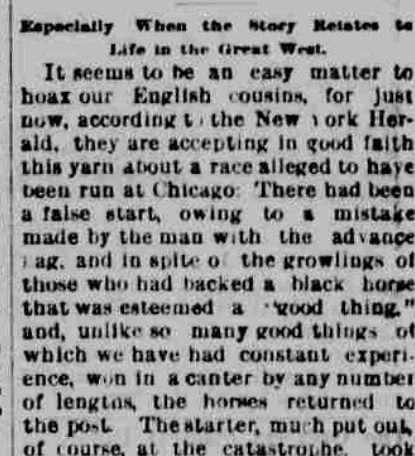 Especially When the Story Relates to
Life in the Great West.
It seems to be an easy matter to
hoax our English cousins, for just
now, according to the New York Her-
ald, they are accepting in good faith
this yarn about a race alleged to have
been run at Chicago: There had been
a false start, owing to a mistake
made by the man with the advance
flag, and in spite of the growlings of
those who had backed a black horse
that was esteemed a "good thing,"
and, unlike so many good things of
which we have had constant experi-
ence, won in a canter by any number
of lengths, the horses returned to
the post. The starter, much put out,
of course, at the catastrophe, took